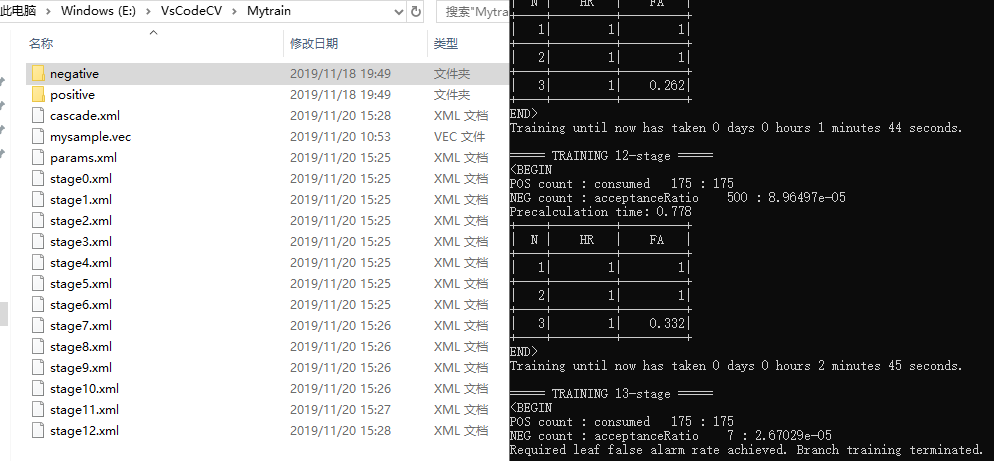 此电脑 › Windows (E:) › VsCodeCV › Mytrain
搜索"Mytra
名称 修改日期 类型
negative 2019/11/18 19:49 文件夹
positive 2019/11/18 19:49 文件夹
cascade.xml 2019/11/20 15:28 XML 文档
mysample.vec 2019/11/20 10:53 VEC 文件
params.xml 2019/11/20 15:25 XML 文档
stage0.xml 2019/11/20 15:25 XML 文档
stage1.xml 2019/11/20 15:25 XML 文档
stage2.xml 2019/11/20 15:25 XML 文档
stage3.xml 2019/11/20 15:25 XML 文档
stage4.xml 2019/11/20 15:25 XML 文档
stage5.xml 2019/11/20 15:25 XML 文档
stage6.xml 2019/11/20 15:25 XML 文档
stage7.xml 2019/11/20 15:26 XML 文档
stage8.xml 2019/11/20 15:26 XML 文档
stage9.xml 2019/11/20 15:26 XML 文档
stage10.xml 2019/11/20 15:26 XML 文档
stage11.xml 2019/11/20 15:27 XML 文档
stage12.xml 2019/11/20 15:28 XML 文档
| N | HR | FA |
| 1| 1| 1|
| 2| 1| 1|
| 3| 1| 0.262|
END>
Training until now has taken 0 days 0 hours 1 minutes 44 seconds.
===== TRAINING 12-stage =====
<BEGIN
POS count : consumed 175 : 175
NEG count : acceptanceRatio 500 : 8.96497e-05
Precalculation time: 0.778
| N | HR | FA |
| 1| 1| 1|
| 2| 1| 1|
| 3| 1| 0.332|
END>
Training until now has taken 0 days 0 hours 2 minutes 45 seconds.
===== TRAINING 13-stage =====
<BEGIN
POS count : consumed 175 : 175
NEG count : acceptanceRatio 7 : 2.67029e-05
Required leaf false alarm rate achieved. Branch training terminated.